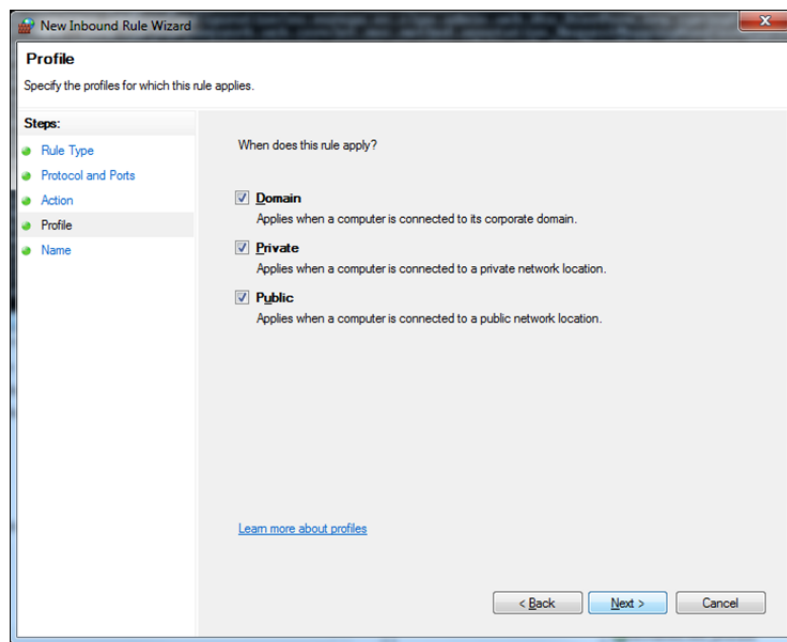 New Inbound Rule Wizard
Profile
Specify the profiles for which this rule applies.
Steps:
Rule Type
Protocol and Ports
Action
Profile
Name
When does this rule apply?
Domain
Applies when a computer is connected to its corporate domain.
Private
Applies when a computer is connected to a private network location.
Public
Applies when a computer is connected to a public network location.
Learn more about profiles
< Back
Next >
Cancel